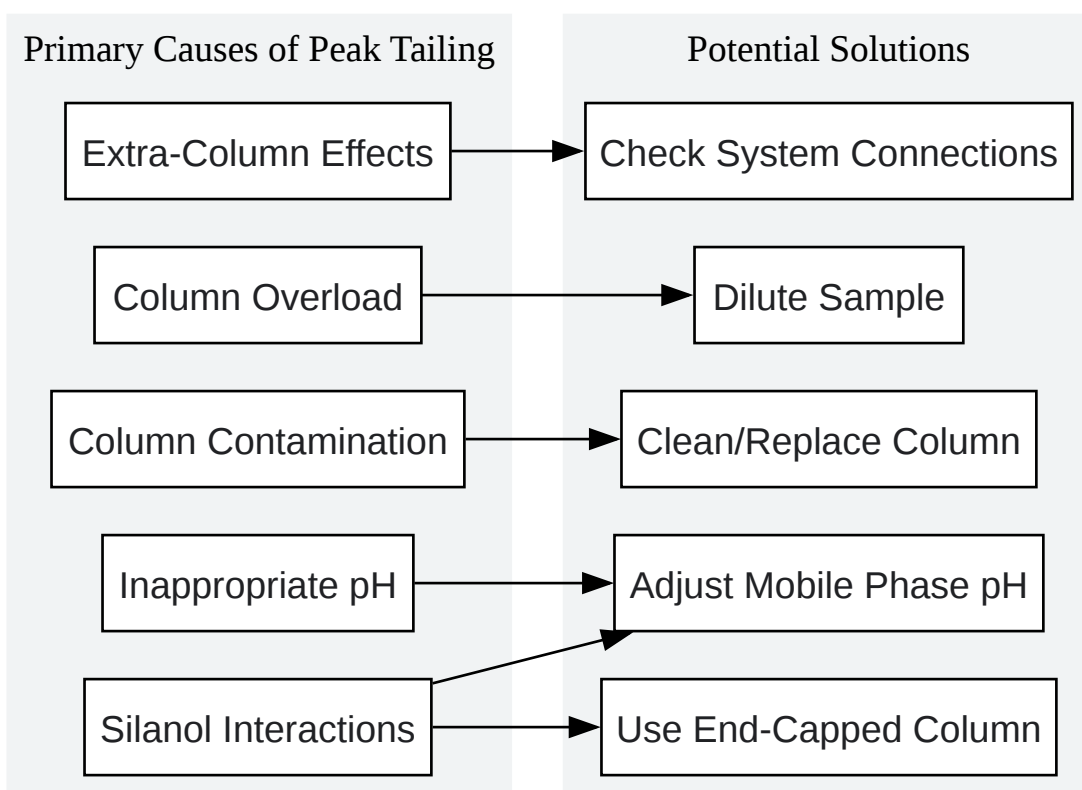 Primary Causes of Peak Tailing
Potential Solutions
Extra-Column Effects
Check System Connections
Column Overload
Dilute Sample
Column Contamination
Clean/Replace Column
Inappropriate pH
Adjust Mobile Phase pH
Silanol Interactions
Use End-Capped Column